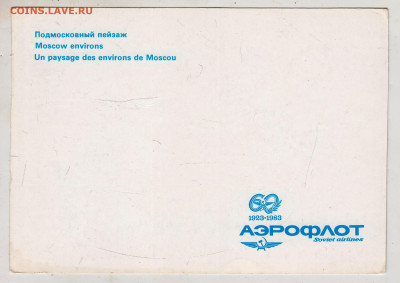 COINS.LAVE.RU
Подмосковный пейзаж
Moscow environs
Un paysage des environs de Moscou
60
1923-1983
АЭРОФЛОТ
Soviet airlines